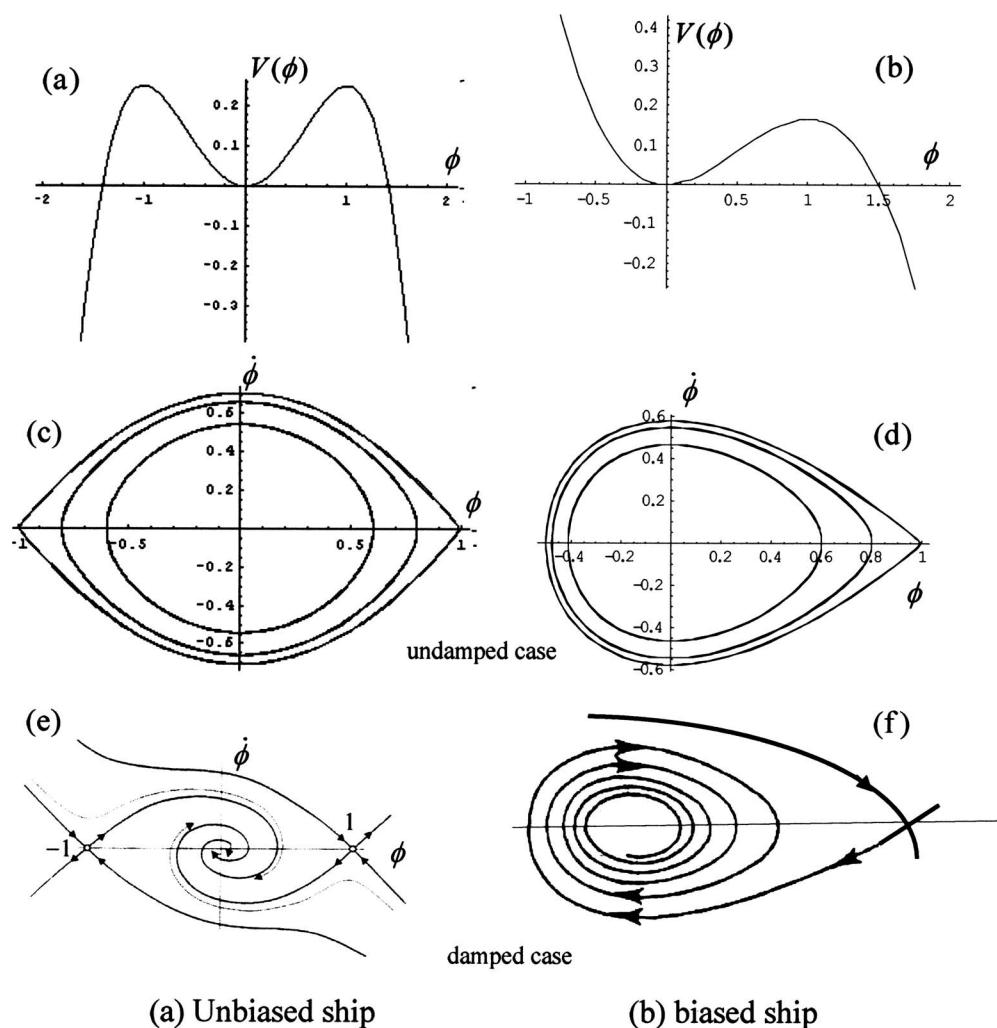 (a)
V(φ)
0.2
0.1
φ
-2
-1
1
2
-0.1
-0.2
-0.3
(b)
V(φ)
0.4
0.3
0.2
0.1
φ
-1
-0.5
0.5
1
1.5
2
-0.1
-0.2
(c)
φ̇
0.6
0.4
0.2
φ
-1
-0.5
0.5
1
-0.2
-0.4
-0.6
(d)
φ̇
0.6
0.4
0.2
-0.4
-0.2
0.2
0.4
0.6
0.8
1
φ
-0.2
-0.4
-0.6
undamped case
(e)
φ̇
-1
1
φ
(f)
damped case
(a) Unbiased ship
(b) biased ship